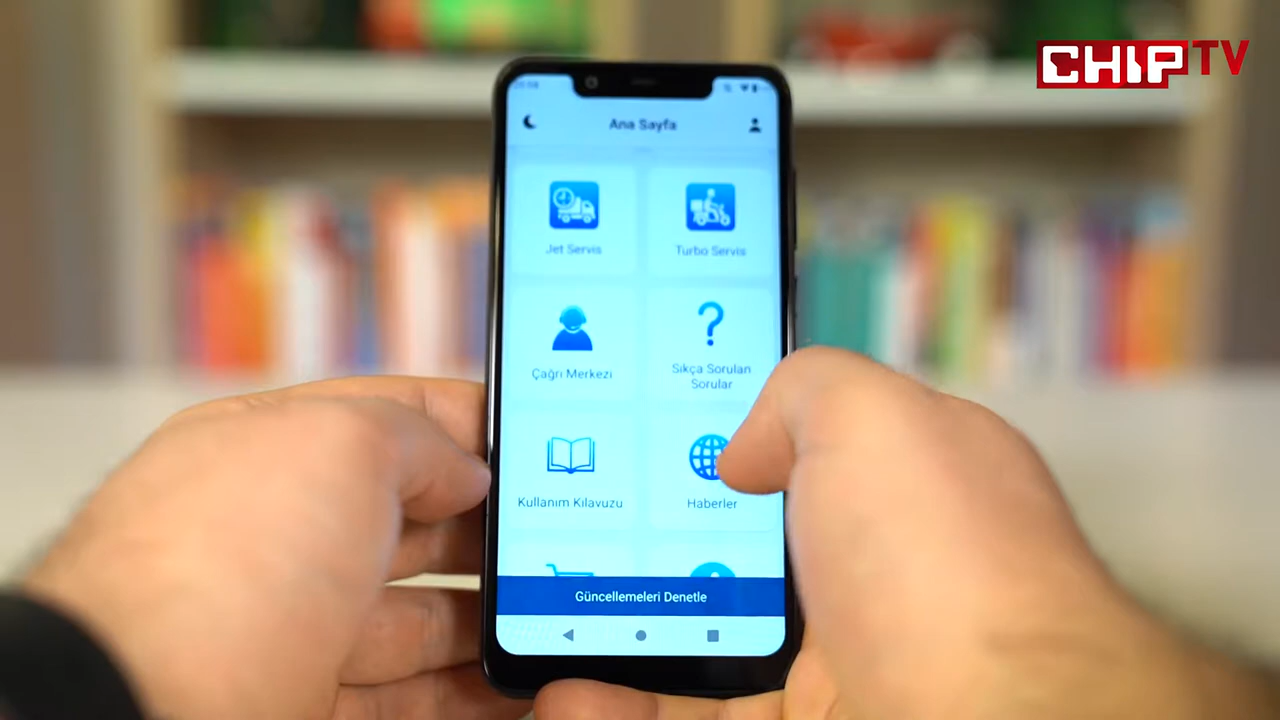 CHIP TV
Ana Sayfa
Jet Servis
Turbo Servis
Çağrı Merkezi
Sıkça Sorulan
Sorular
Kullanım Kılavuzu
Haberler
Güncellemeleri Denetle